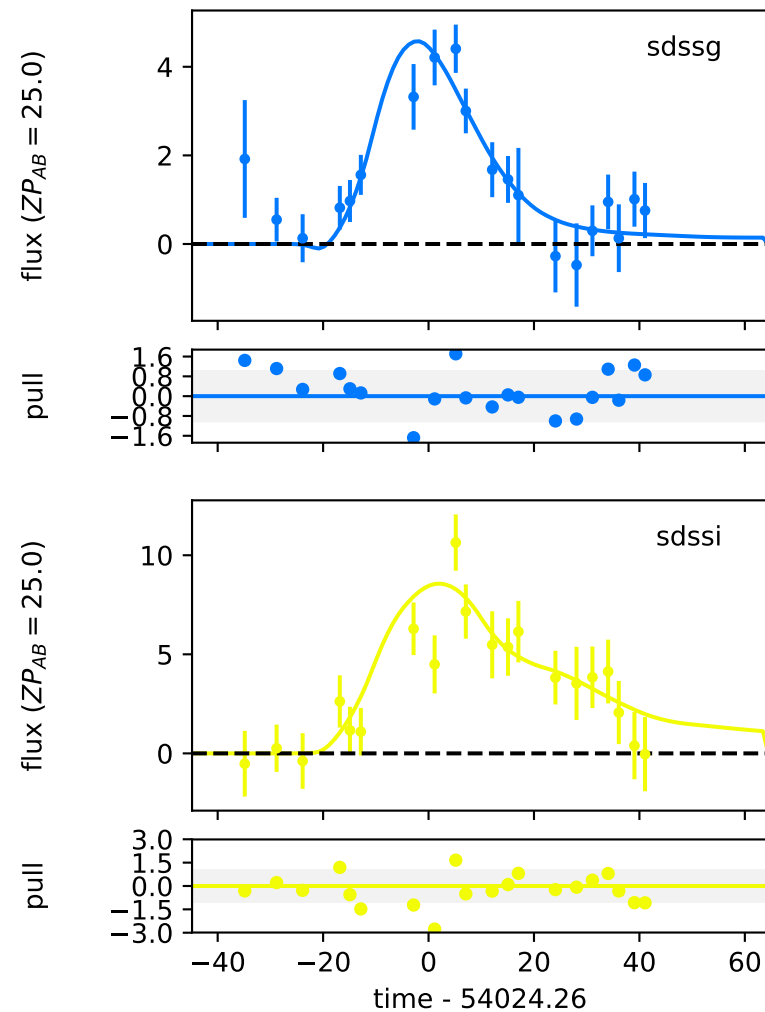 sdssg
flux (ZP_AB = 25.0)
4
2
0
pull
1.6
0.8
0.0
−0.8
−1.6
sdssi
flux (ZP_AB = 25.0)
10
5
0
pull
3.0
1.5
0.0
−1.5
−3.0
−40 −20 0 20 40 60
time - 54024.26